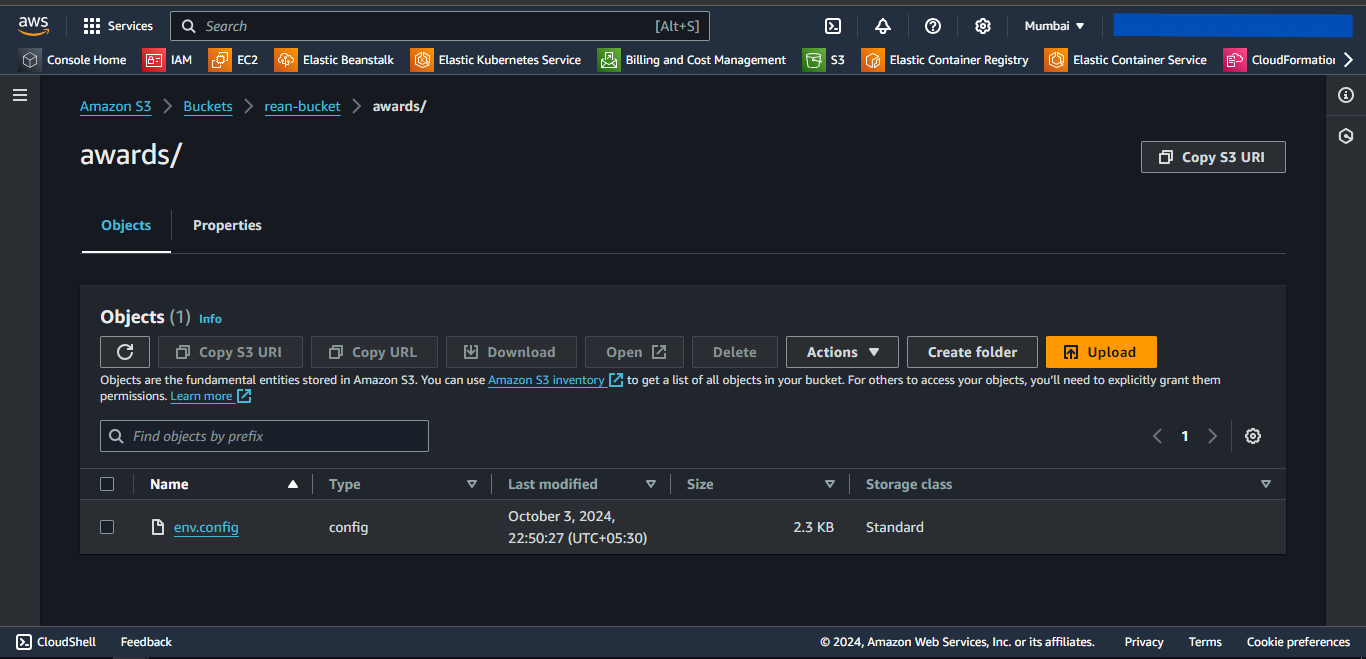 aws Services Search [Alt+S] Mumbai
Console Home IAM EC2 Elastic Beanstalk Elastic Kubernetes Service Billing and Cost Management S3 Elastic Container Registry Elastic Container Service CloudFormation
Amazon S3 Buckets rean-bucket awards/
awards/
Copy S3 URI
Objects Properties
Objects (1) Info
Copy S3 URI Copy URL Download Open Delete Actions Create folder Upload
Objects are the fundamental entities stored in Amazon S3. You can use Amazon S3 inventory to get a list of all objects in your bucket. For others to access your objects, you'll need to explicitly grant them
permissions. Learn more
Find objects by prefix 1
Name Type Last modified Size Storage class
env.config config October 3, 2024, 22:50:27 (UTC+05:30) 2.3 KB Standard
CloudShell Feedback © 2024, Amazon Web Services, Inc. or its affiliates. Privacy Terms Cookie preferences